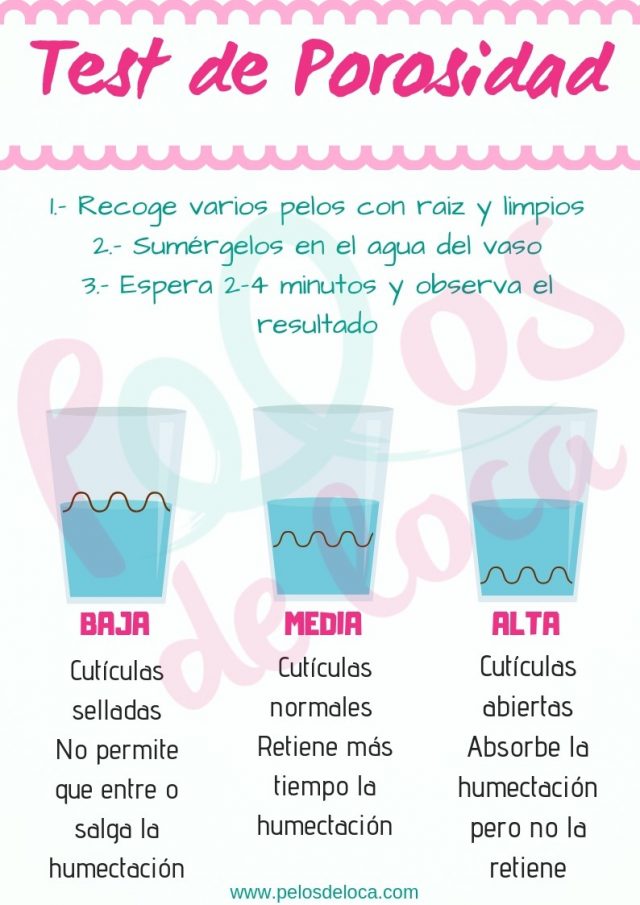 Test de Porosidad
1.- Recoge varios pelos con raiz y limpios
2.- Sumérgelos en el agua del vaso
3.- Espera 2-4 minutos y observa el
resultado
Pelos
de loca
BAJA
Cutículas
selladas
No permite
que entre o
salga la
humectación
MEDIA
Cutículas
normales
Retiene más
tiempo la
humectación
ALTA
Cutículas
abiertas
Absorbe la
humectación
pero no la
retiene
www.pelosdeloca.com